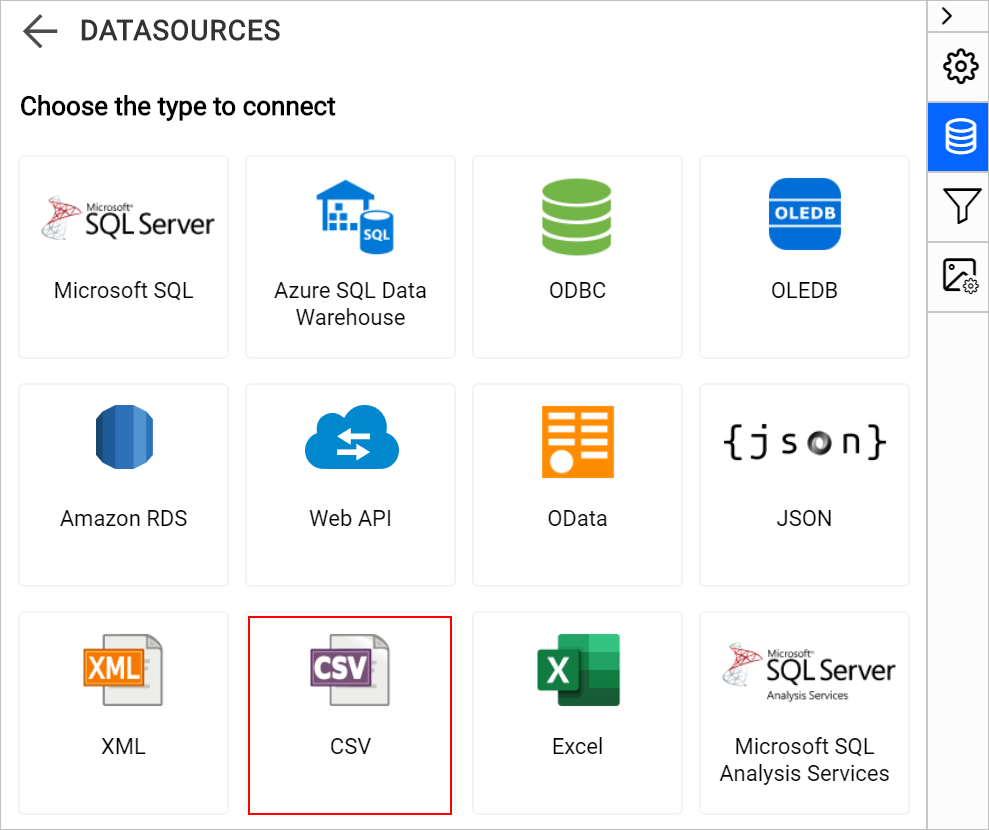 DATASOURCES
Choose the type to connect
Microsoft®
SQL Server
Microsoft SQL
SQL
Azure SQL Data
Warehouse
ODBC
OLEDB
OLEDB
Amazon RDS
Web API
OData
{json}
JSON
XML
XML
CSV
CSV
X
Excel
Microsoft®
SQL Server
Analysis Services
Microsoft SQL
Analysis Services